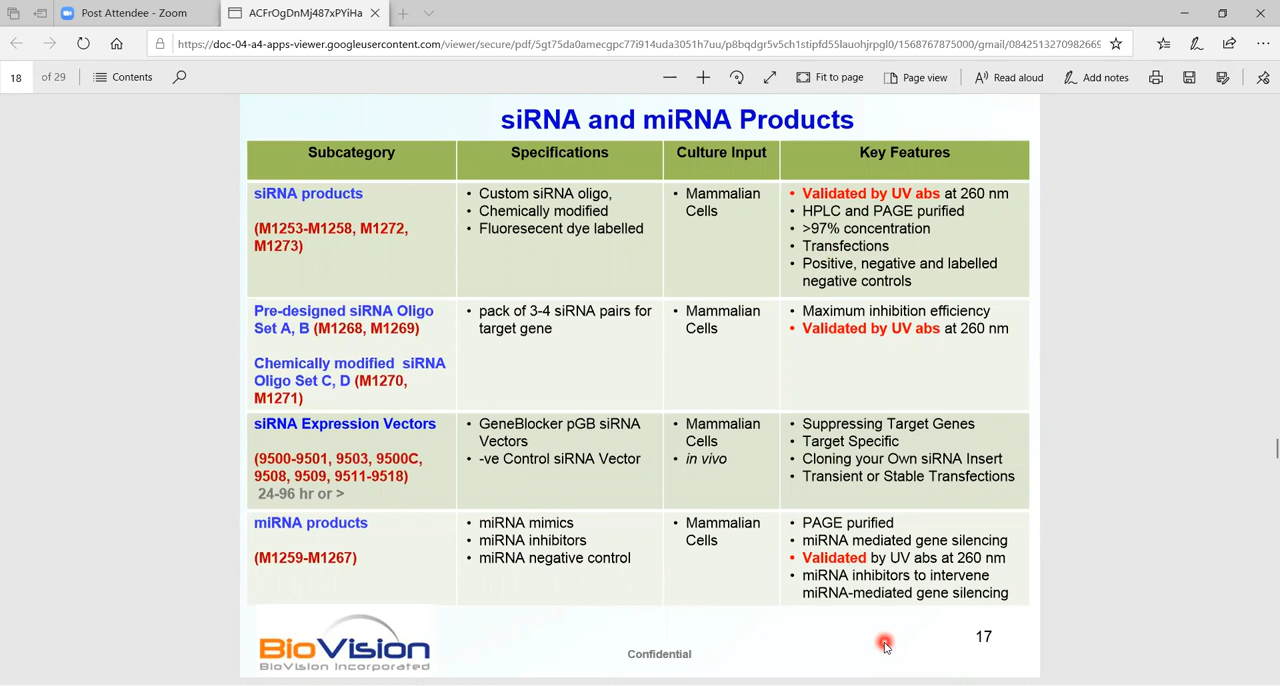 Post Attendee - Zoom
ACFrOgDnMj487xPYiHa
https://doc-04-a4-apps-viewer.googleusercontent.com/viewer/secure/pdf/5gt75da0amecgpc77i914uda3051h7uu/p8bqdgr5v5ch1stipfd55lauohjrpgl0/1568767875000/gmail/0842513270982669
18 of 29 Contents Fit to page Page view Read aloud Add notes
siRNA and miRNA Products
Subcategory Specifications Culture Input Key Features
siRNA products
(M1253-M1258, M1272,
M1273)
• Custom siRNA oligo,
• Chemically modified
• Fluoresecent dye labelled
• Mammalian
Cells
• Validated by UV abs at 260 nm
• HPLC and PAGE purified
• >97% concentration
• Transfections
• Positive, negative and labelled
negative controls
Pre-designed siRNA Oligo
Set A, B (M1268, M1269)
Chemically modified siRNA
Oligo Set C, D (M1270,
M1271)
• pack of 3-4 siRNA pairs for
target gene
• Mammalian
Cells
• Maximum inhibition efficiency
• Validated by UV abs at 260 nm
siRNA Expression Vectors
(9500-9501, 9503, 9500C,
9508, 9509, 9511-9518)
24-96 hr or >
• GeneBlocker pGB siRNA
Vectors
• -ve Control siRNA Vector
• Mammalian
Cells
• in vivo
• Suppressing Target Genes
• Target Specific
• Cloning your Own siRNA Insert
• Transient or Stable Transfections
miRNA products
(M1259-M1267)
• miRNA mimics
• miRNA inhibitors
• miRNA negative control
• Mammalian
Cells
• PAGE purified
• miRNA mediated gene silencing
• Validated by UV abs at 260 nm
• miRNA inhibitors to intervene
miRNA-mediated gene silencing
BioVision
BioVision Incorporated
Confidential
17